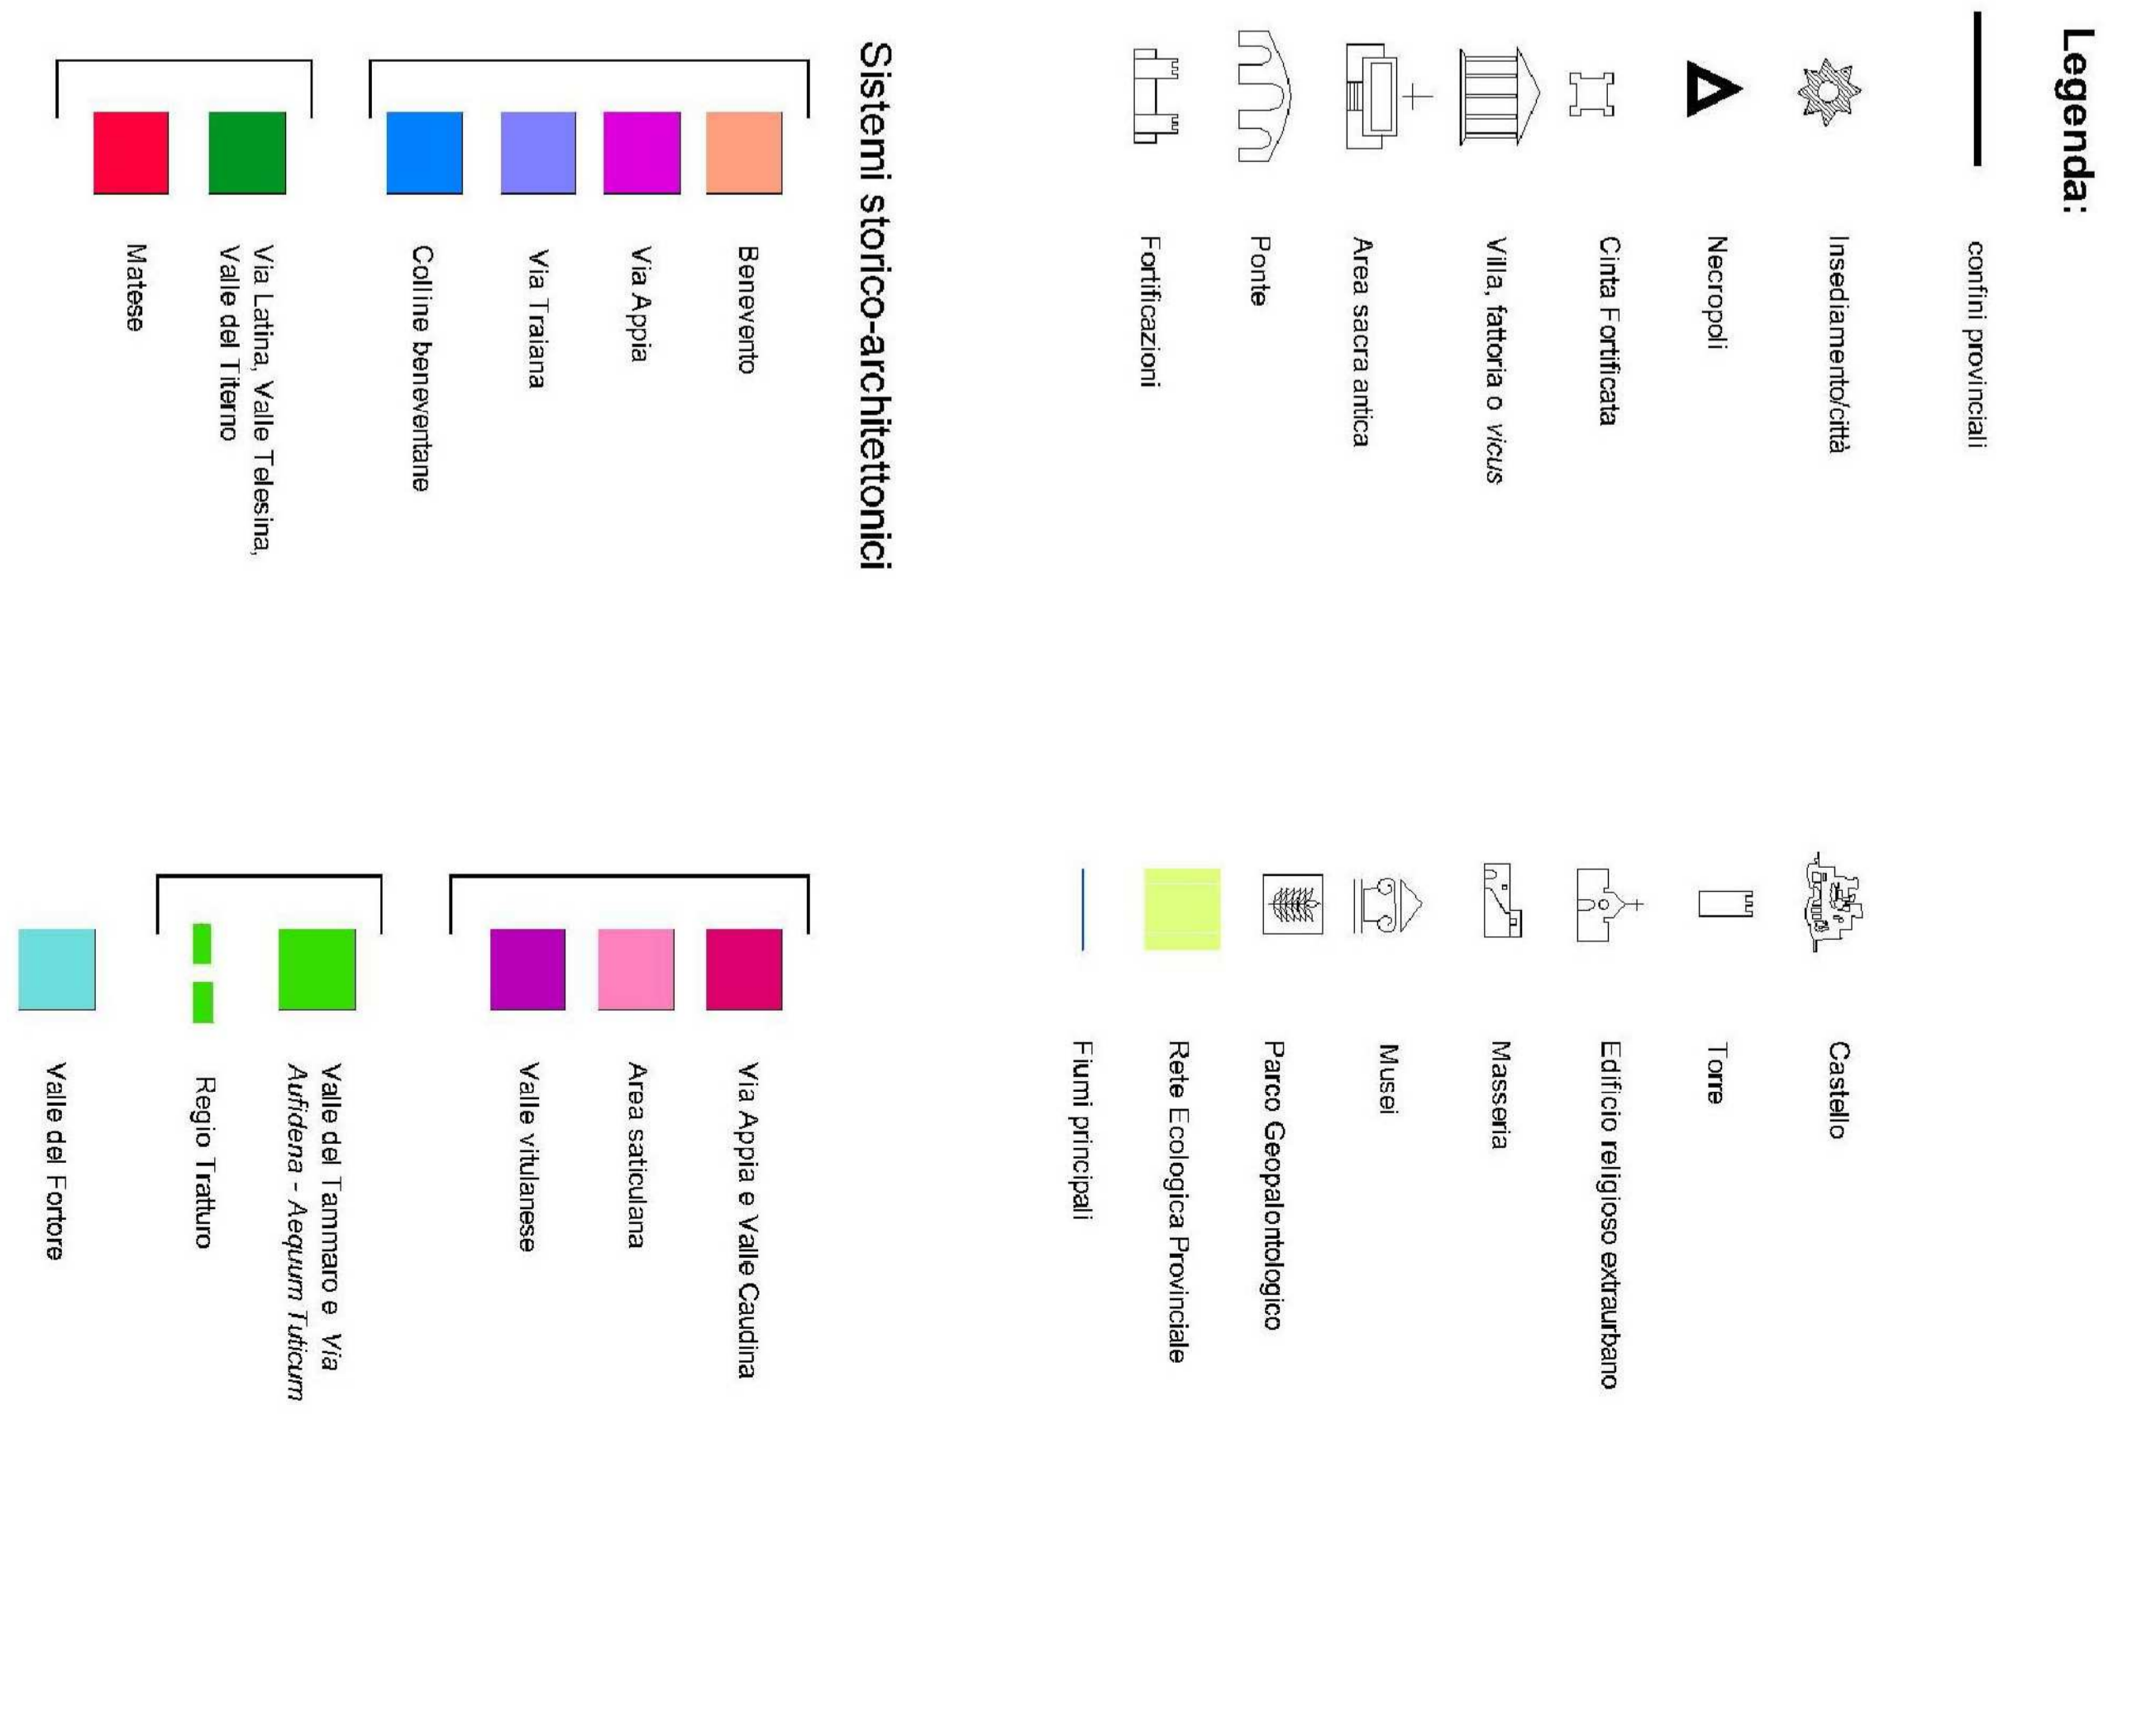 Legenda:
confini provinciali
Insediamento/città
Necropoli
Cinta Fortificata
Villa, fattoria o vicus
Area sacra antica
Ponte
Fortificazioni
Castello
Torre
Edificio religioso extraurbano
Masseria
Musei
Parco Geopalontologico
Rete Ecologica Provinciale
Fiumi principali
Sistemi storico-architettonici
Benevento
Via Appia
Via Traiana
Colline beneventane
Via Latina, Valle Telesina,
Valle del Titerno
Matese
Via Appia e Valle Caudina
Area saticulana
Valle vitulanese
Valle del Tammaro e Via
Aufidena - Aequum Tuticum
Regio Tratturo
Valle del Fortore